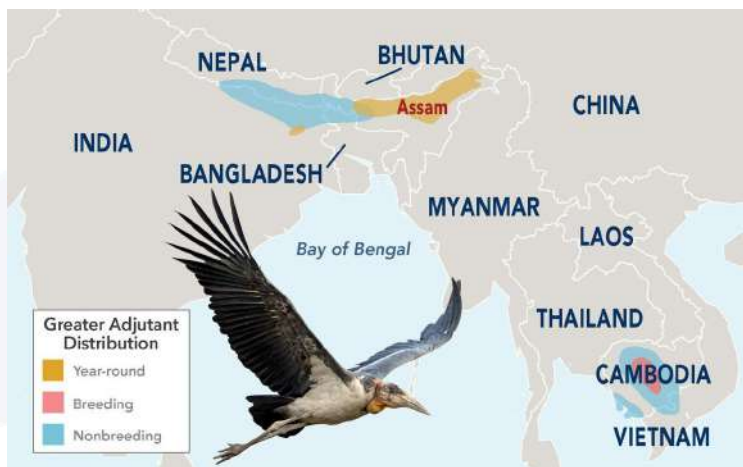 NEPAL
BHUTAN
Assam
CHINA
INDIA
BANGLADESH
MYANMAR
LAOS
Bay of Bengal
THAILAND
CAMBODIA
VIETNAM
Greater Adjutant
Distribution
Year-round
Breeding
Nonbreeding